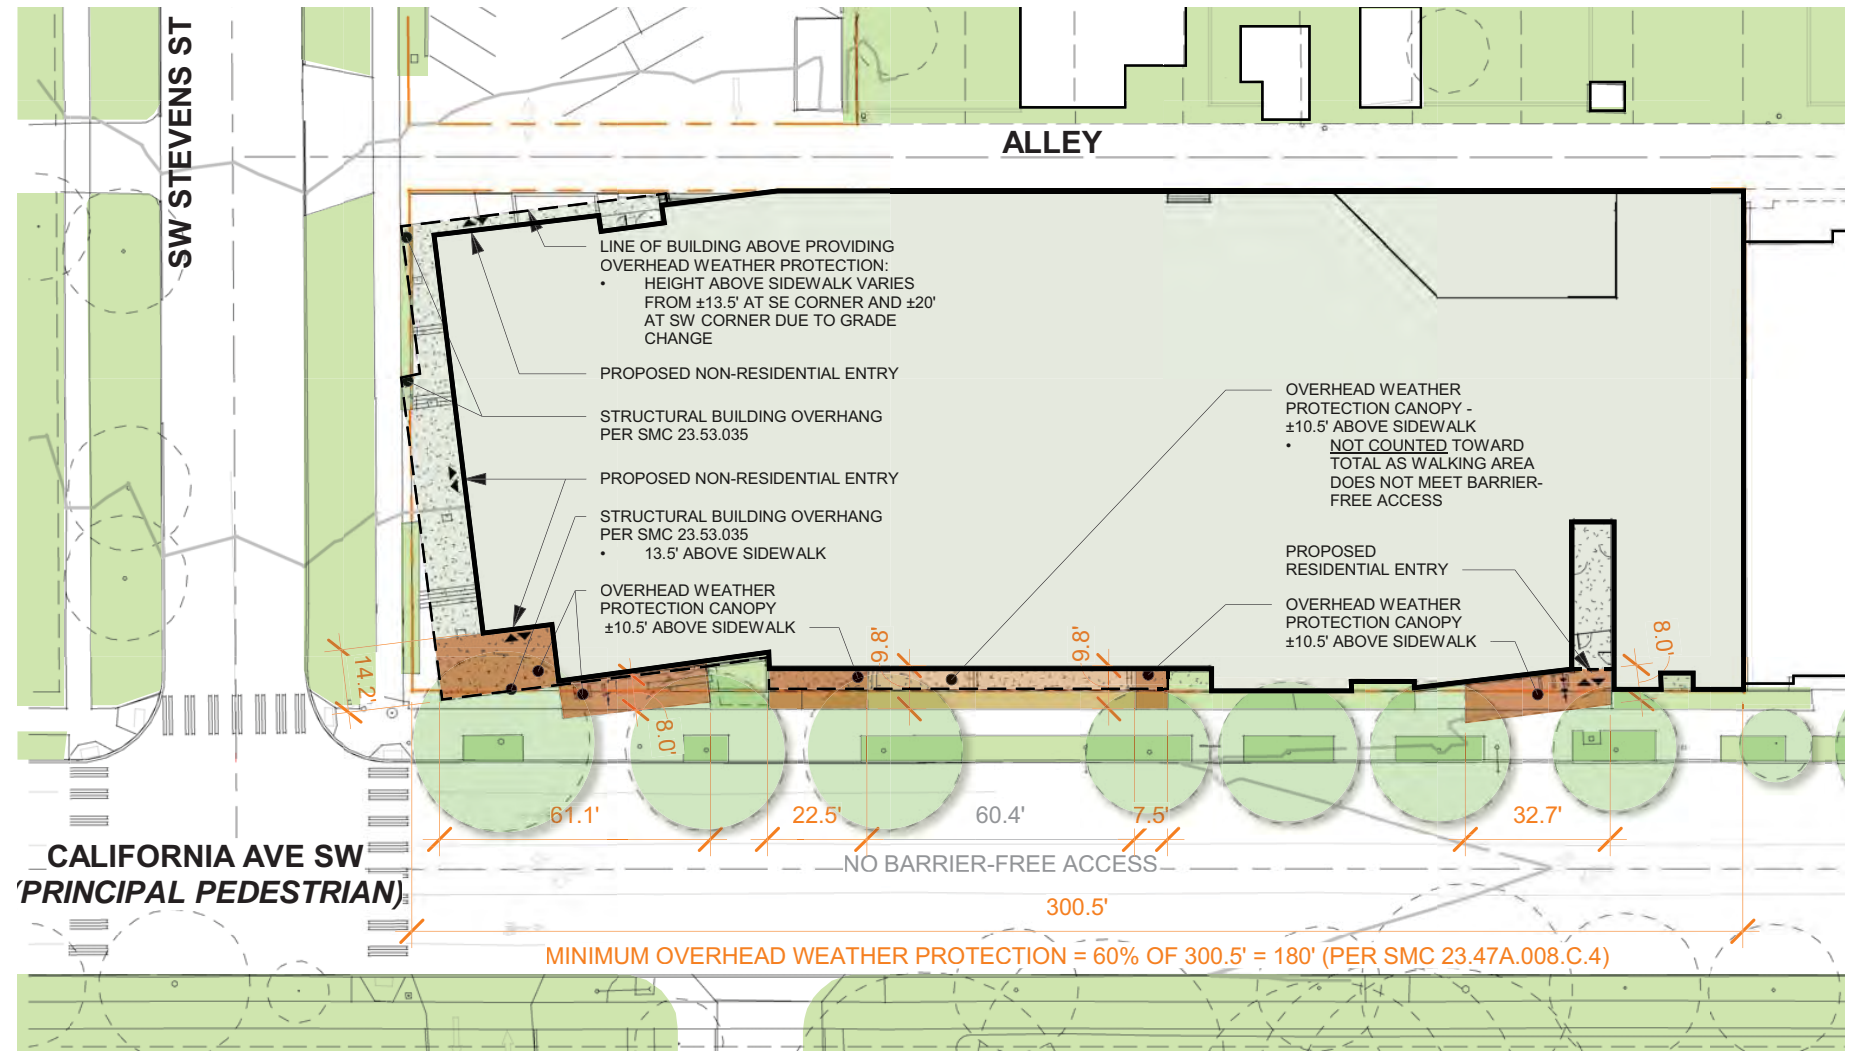 SW STEVENS ST
ALLEY
LINE OF BUILDING ABOVE PROVIDING
OVERHEAD WEATHER PROTECTION:
• HEIGHT ABOVE SIDEWALK VARIES
FROM ±13.5' AT SE CORNER AND ±20'
AT SW CORNER DUE TO GRADE
CHANGE
PROPOSED NON-RESIDENTIAL ENTRY
STRUCTURAL BUILDING OVERHANG
PER SMC 23.53.035
PROPOSED NON-RESIDENTIAL ENTRY
STRUCTURAL BUILDING OVERHANG
PER SMC 23.53.035
• 13.5' ABOVE SIDEWALK
OVERHEAD WEATHER
PROTECTION CANOPY
±10.5' ABOVE SIDEWALK
OVERHEAD WEATHER
PROTECTION CANOPY -
±10.5' ABOVE SIDEWALK
• NOT COUNTED TOWARD
TOTAL AS WALKING AREA
DOES NOT MEET BARRIER-
FREE ACCESS
PROPOSED
RESIDENTIAL ENTRY
OVERHEAD WEATHER
PROTECTION CANOPY
±10.5' ABOVE SIDEWALK
14.2'
8.0'
9.8'
9.8'
8.0'
61.1'
22.5'
60.4'
7.5'
32.7'
NO BARRIER-FREE ACCESS
CALIFORNIA AVE SW
(PRINCIPAL PEDESTRIAN)
300.5'
MINIMUM OVERHEAD WEATHER PROTECTION = 60% OF 300.5' = 180' (PER SMC 23.47A.008.C.4)